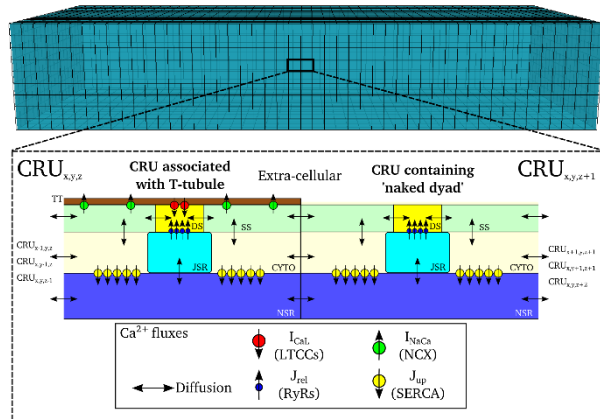 CRUx,y,z
CRU associated
with T-tubule
Extra-cellular
CRU containing
'naked dyad'
CRUx,y,z+1
TT
DS
SS
DS
SS
CRUx-1,y,z
CRUx,y-1,z
CRUx,y,z-1
JSR
CYTO
NSR
JSR
CYTO
NSR
CRUx+1,y,z+1
CRUx,y+1,z+1
CRUx,y,z+2
Ca2+ fluxes
ICaL
(LTCCs)
INaCa
(NCX)
Diffusion
Jrel
(RyRs)
Jup
(SERCA)